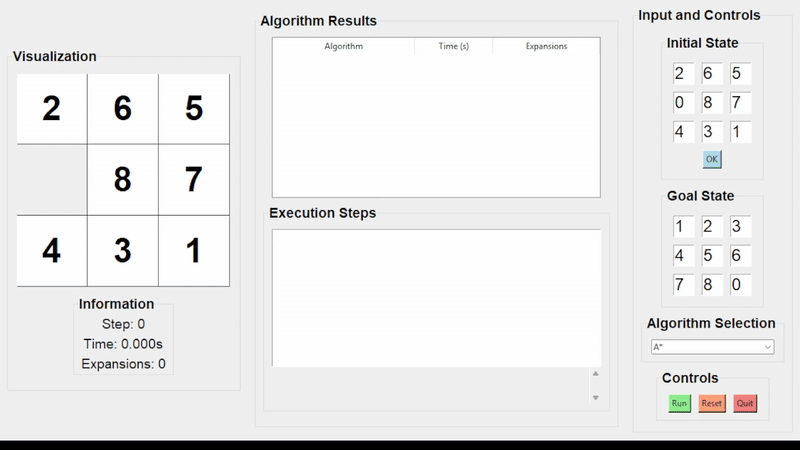 Visualization
2 6 5
8 7
4 3 1
Information
Step: 0
Time: 0.000s
Expansions: 0
Algorithm Results
Algorithm Time (s) Expansions
Execution Steps
Input and Controls
Initial State
2 6 5
0 8 7
4 3 1
OK
Goal State
1 2 3
4 5 6
7 8 0
Algorithm Selection
A*
Controls
Run Reset Quit